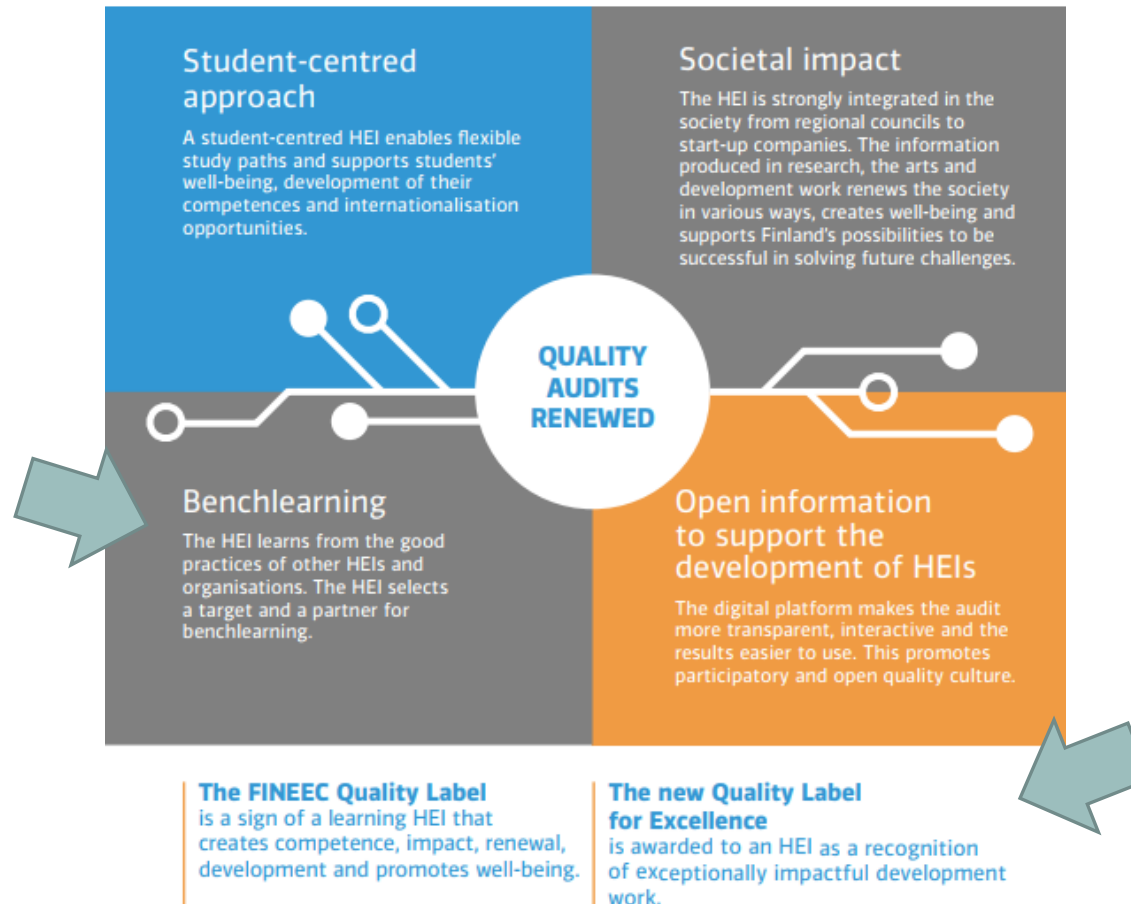 Student-centred
approach
A student-centred HEI enables flexible
study paths and supports students'
well-being, development of their
competences and internationalisation
opportunities.
Societal impact
The HEI is strongly integrated in the
society from regional councils to
start-up companies. The information
produced in research, the arts and
development work renews the society
in various ways, creates well-being and
supports Finland's possibilities to be
successful in solving future challenges.
QUALITY
AUDITS
RENEWED
Benchlearning
The HEI learns from the good
practices of other HEIs and
organisations. The HEI selects
a target and a partner for
benchlearning.
Open information
to support the
development of HEIs
The digital platform makes the audit
more transparent, interactive and the
results easier to use. This promotes
participatory and open quality culture.
The FINEEC Quality Label
is a sign of a learning HEI that
creates competence, impact, renewal,
development and promotes well-being.
The new Quality Label
for Excellence
is awarded to an HEI as a recognition
of exceptionally impactful development
work.